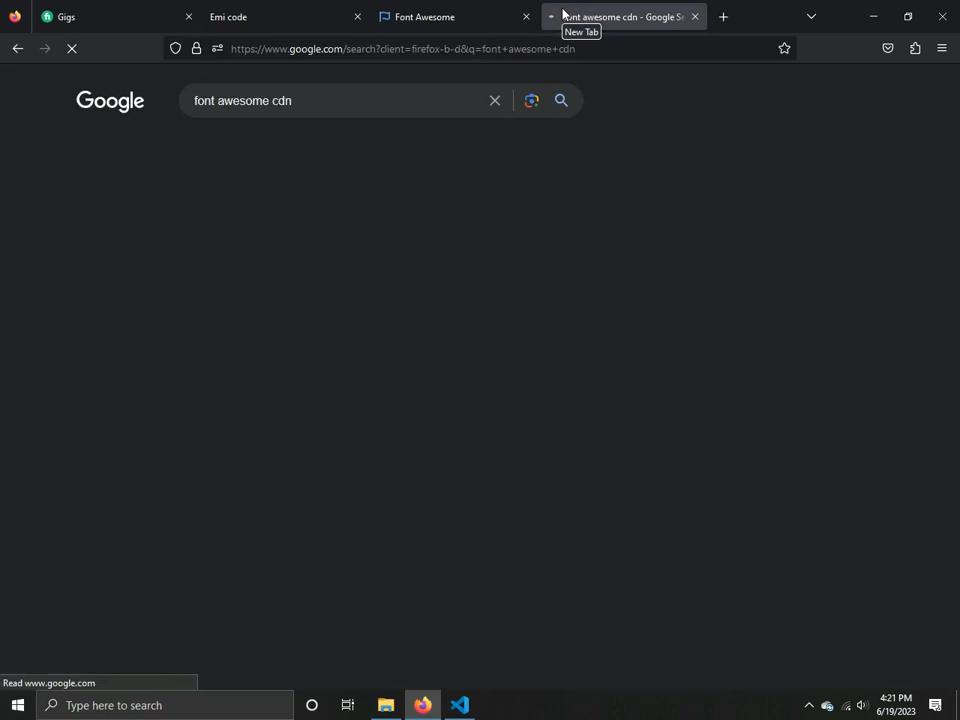 Gigs
Emi code
Font Awesome
font awesome cdn - Google Se
New Tab
https://www.google.com/search?client=firefox-b-d&q=font+awesome+cdn
Google
font awesome cdn
Read www.google.com
Type here to search
4:21 PM
6/19/2023